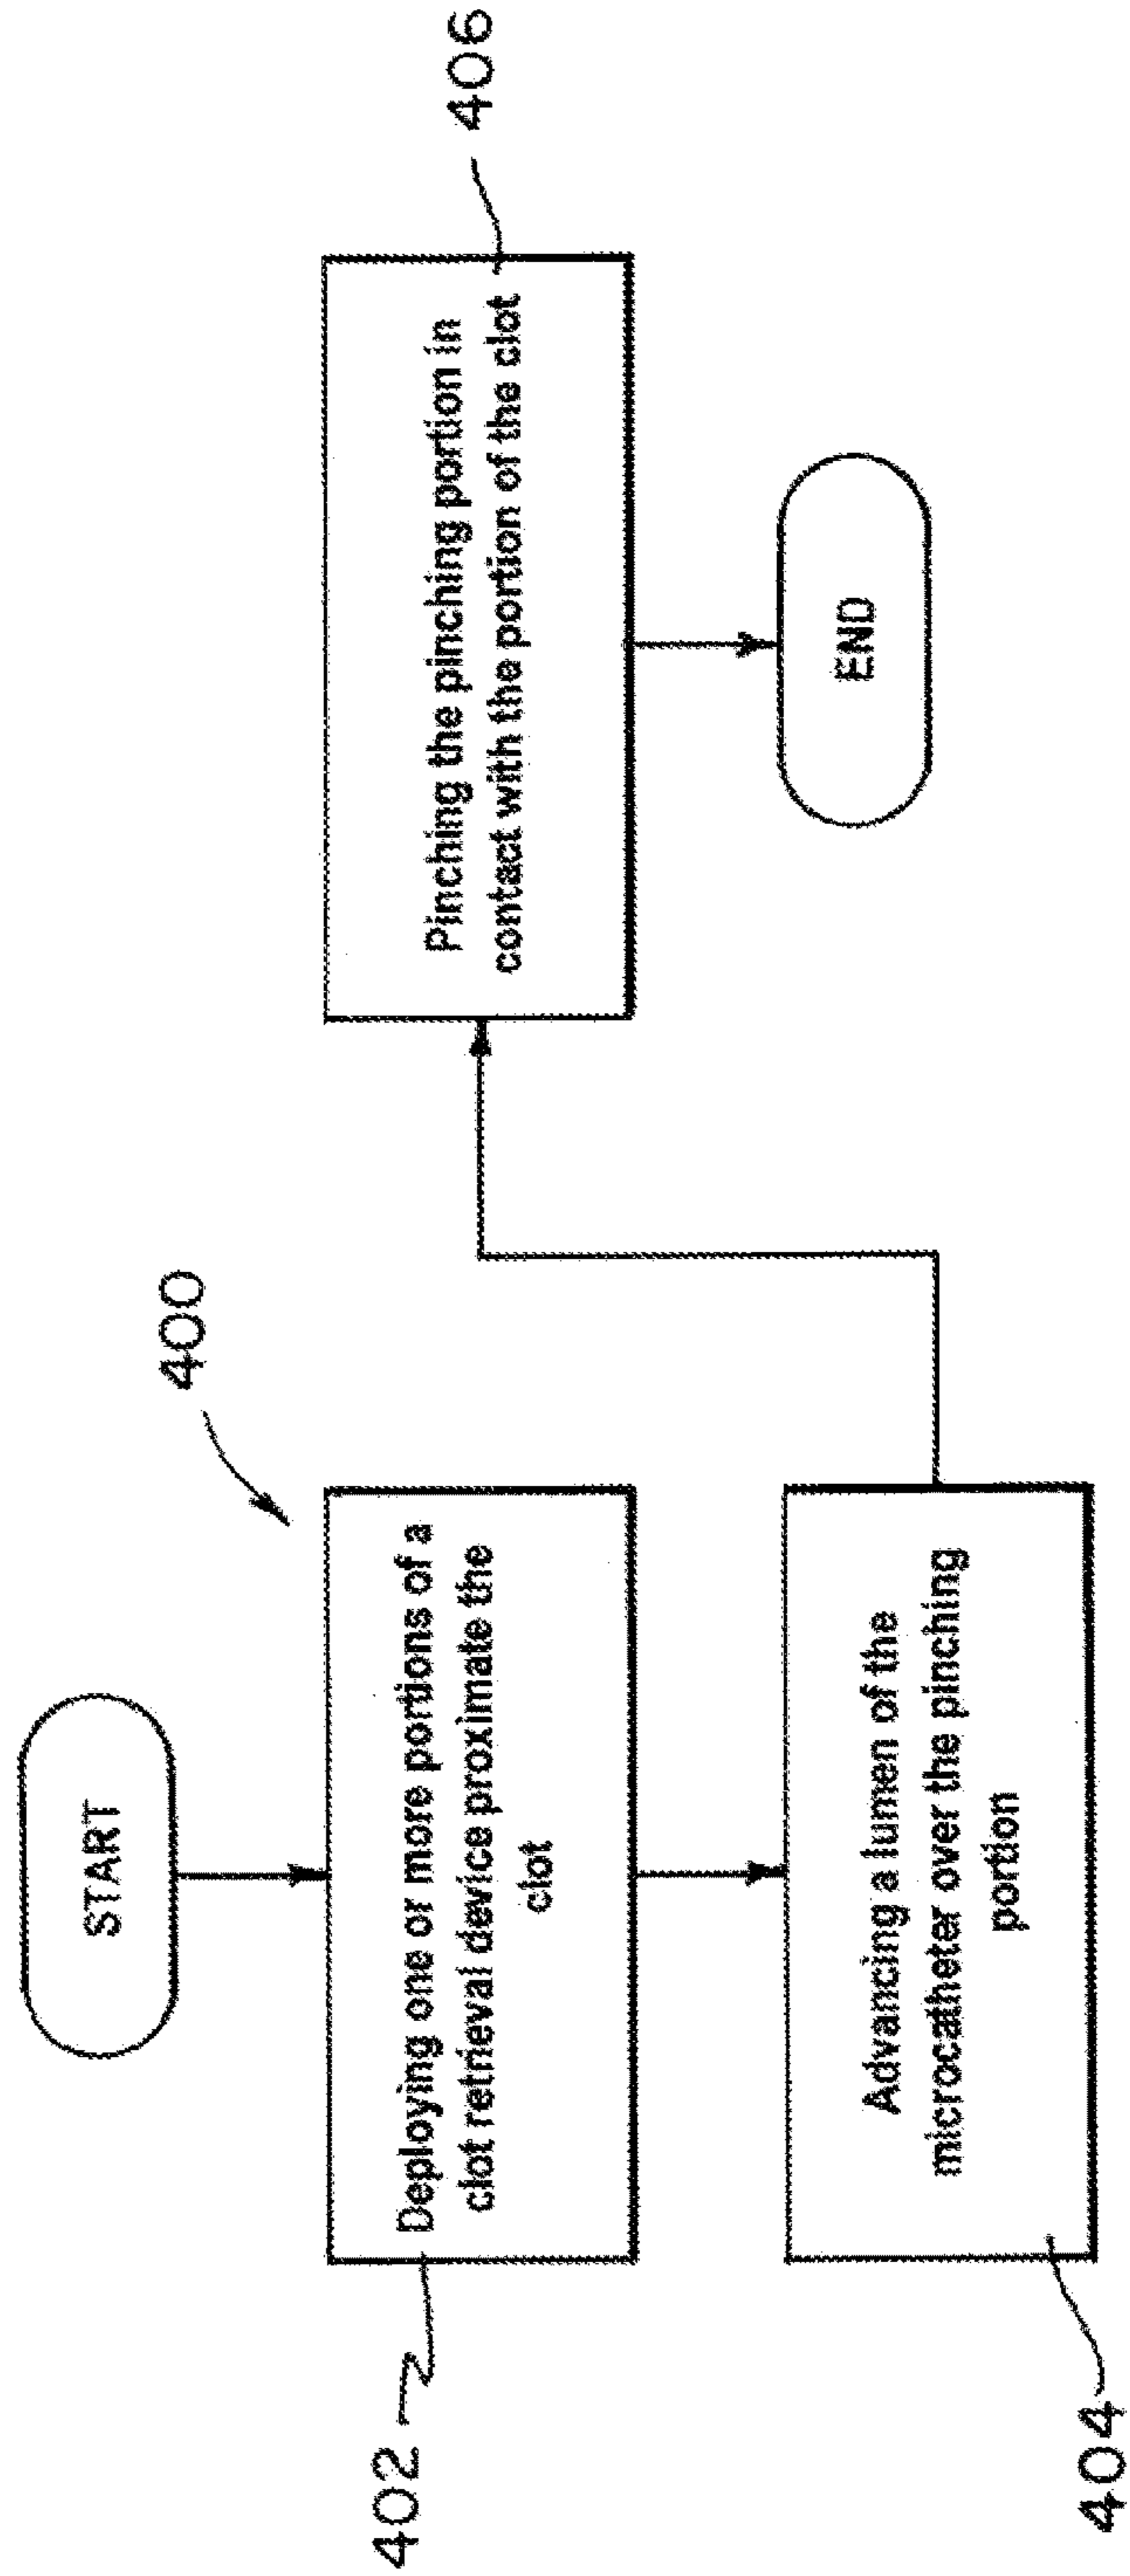 400
START
402
Deploying one or more portions of a
clot retrieval device proximate the
clot
404
Advancing a lumen of the
microcatheter over the pinching
portion
406
Pinching the pinching portion in
contact with the portion of the clot
END